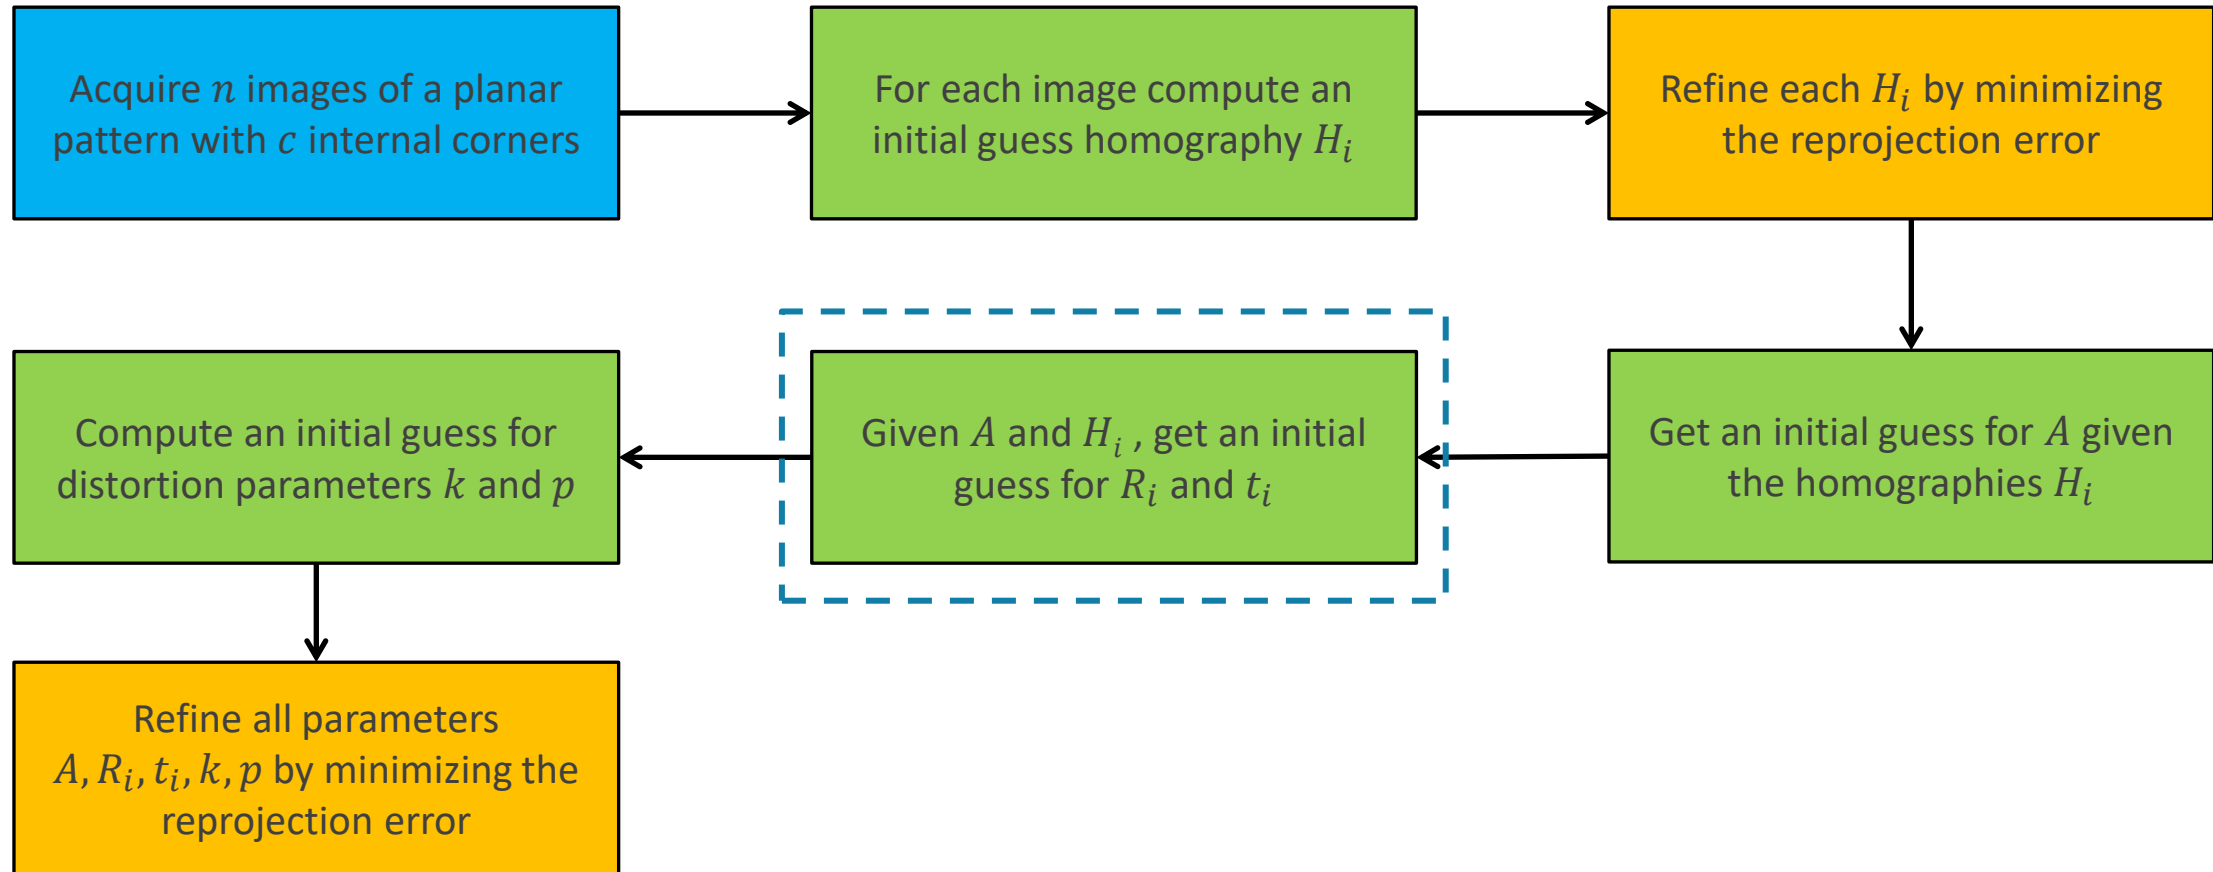 Acquire n images of a planar
pattern with c internal corners
For each image compute an
initial guess homography Hᵢ
Refine each Hᵢ by minimizing
the reprojection error
Get an initial guess for A given
the homographies Hᵢ
Given A and Hᵢ , get an initial
guess for Rᵢ and tᵢ
Compute an initial guess for
distortion parameters k and p
Refine all parameters
A, Rᵢ, tᵢ, k, p by minimizing the
reprojection error